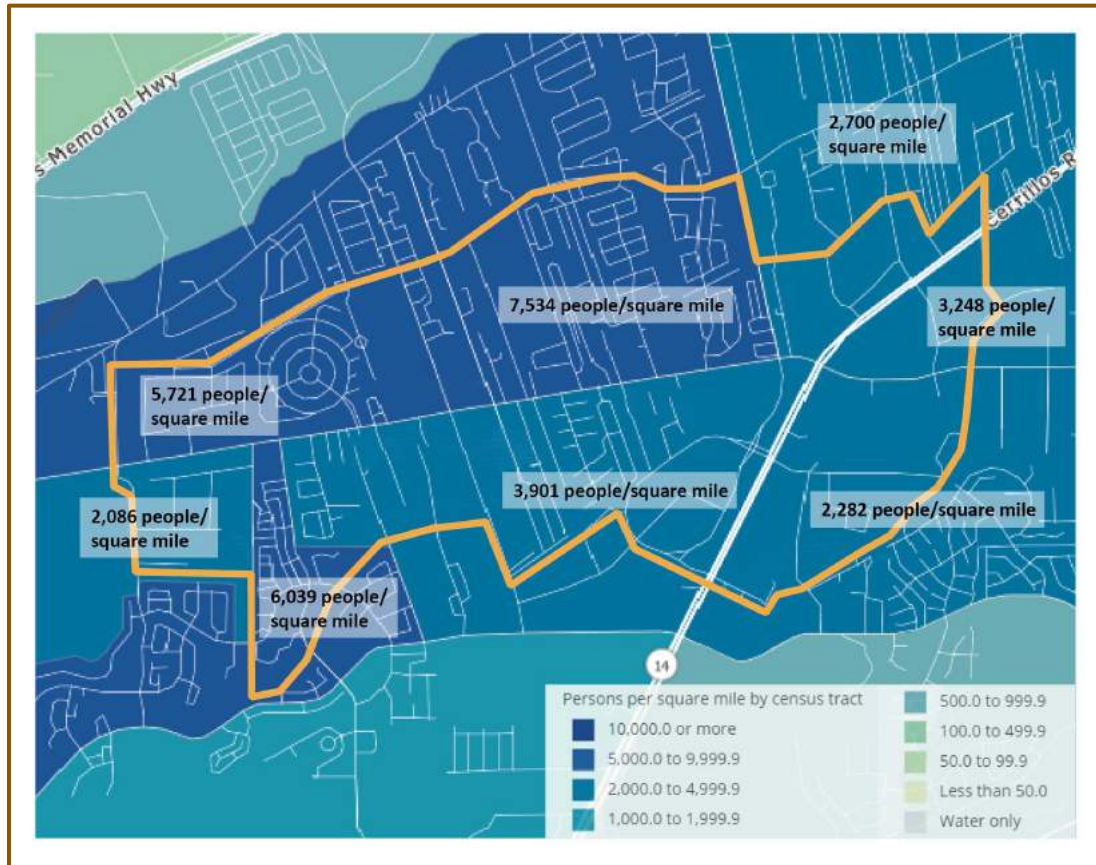 s Memorial Hwy
2,700 people/
square mile
Cerrillos R
7,534 people/square mile
3,248 people/
square mile
5,721 people/
square mile
3,901 people/square mile
2,086 people/
square mile
2,282 people/square mile
6,039 people/
square mile
14
Persons per square mile by census tract
10,000.0 or more
5,000.0 to 9,999.9
2,000.0 to 4,999.9
1,000.0 to 1,999.9
500.0 to 999.9
100.0 to 499.9
50.0 to 99.9
Less than 50.0
Water only